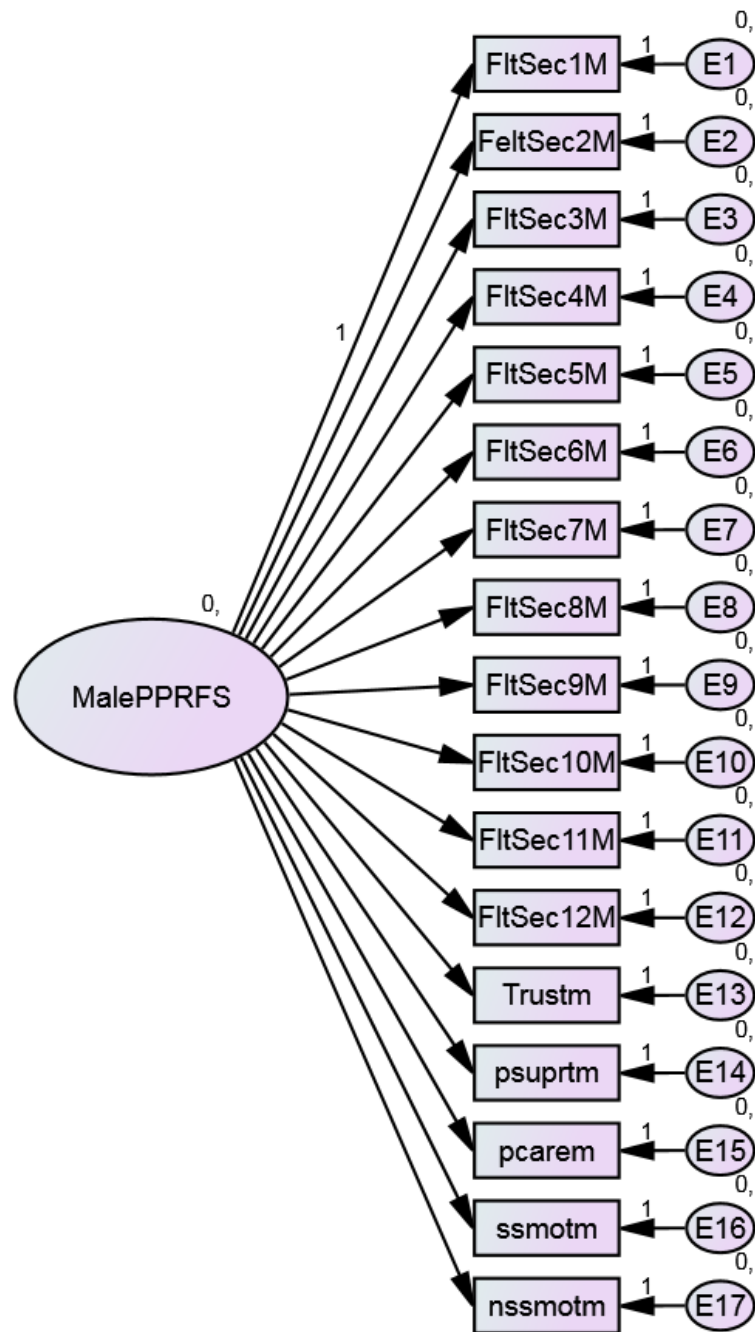 0,
FltSec1M 1 E1
0,
FeltSec2M 1 E2
0,
FltSec3M 1 E3
0,
FltSec4M 1 E4
0,
1
FltSec5M 1 E5
0,
FltSec6M 1 E6
0,
FltSec7M 1 E7
0,
0,
FltSec8M 1 E8
0,
MalePPRFS
FltSec9M 1 E9
0,
FltSec10M 1 E10
0,
FltSec11M 1 E11
0,
FltSec12M 1 E12
0,
Trustm 1 E13
0,
psuprtm 1 E14
0,
pcarem 1 E15
0,
ssmotm 1 E16
0,
nssmotm 1 E17